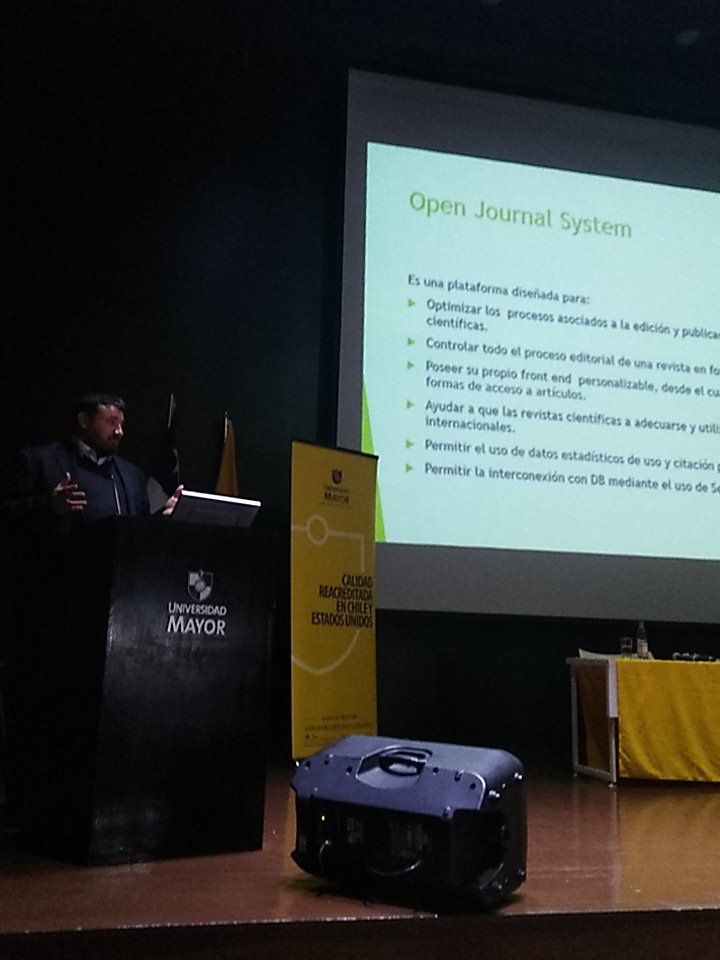 Open Journal System
Es una plataforma diseñada para:
Optimizar los procesos asociados a la edición y publica
científicas.
Controlar todo el proceso editorial de una revista en fo
Poseer su propio front end personalizable, desde el cu
formas de acceso a artículos.
Ayudar a que las revistas científicas a adecuarse y utili
internacionales.
Permitir el uso de datos estadísticos de uso y citación p
Permitir la interconexión con DB mediante el uso de Se
UNIVERSIDAD
MAYOR
CALIDAD
REACREDITADA
EN CHILE Y
ESTADOS UNIDOS
UNIVERSIDAD
MAYOR